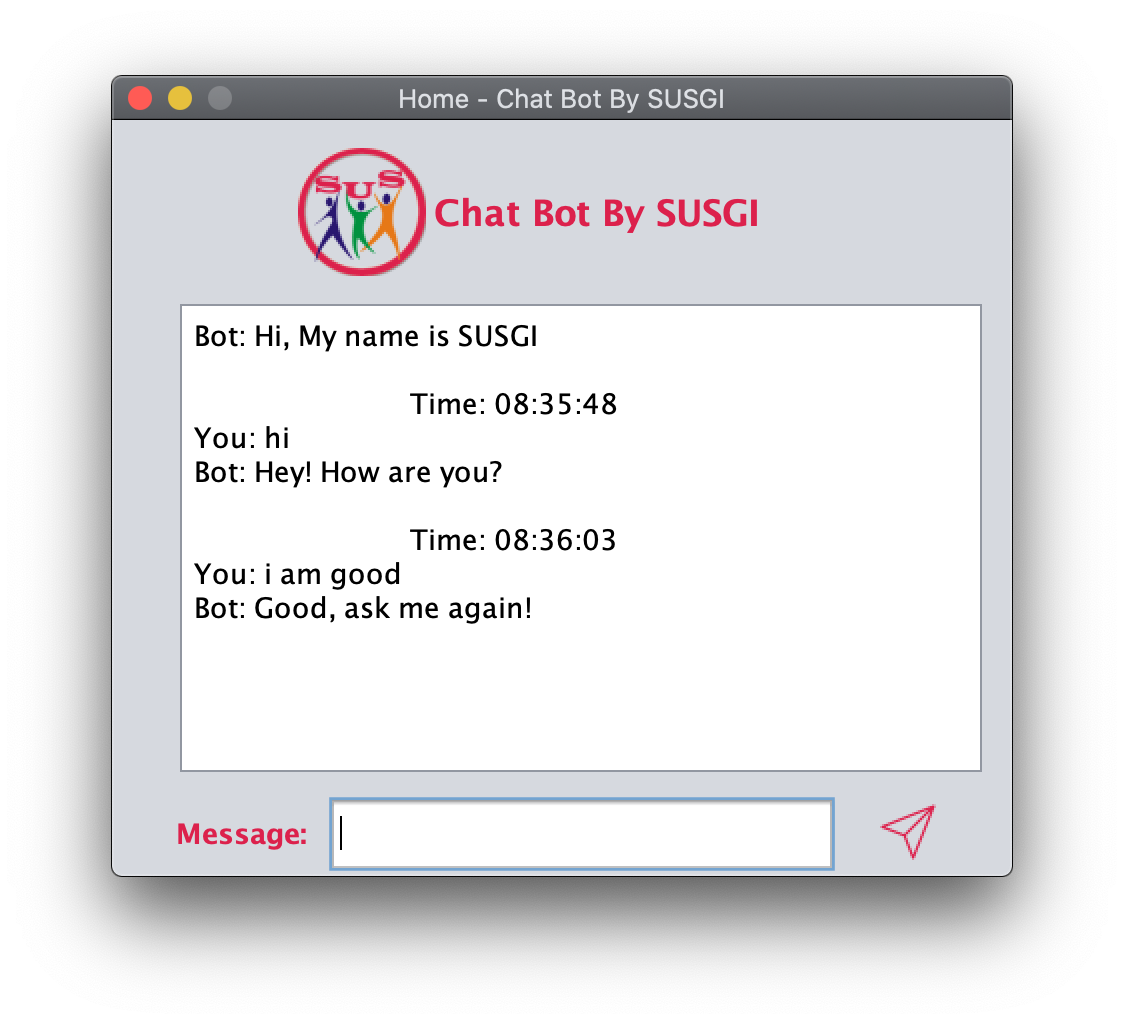 Home - Chat Bot By SUSGI
SUS
Chat Bot By SUSGI
Bot: Hi, My name is SUSGI
Time: 08:35:48
You: hi
Bot: Hey! How are you?
Time: 08:36:03
You: i am good
Bot: Good, ask me again!
Message: